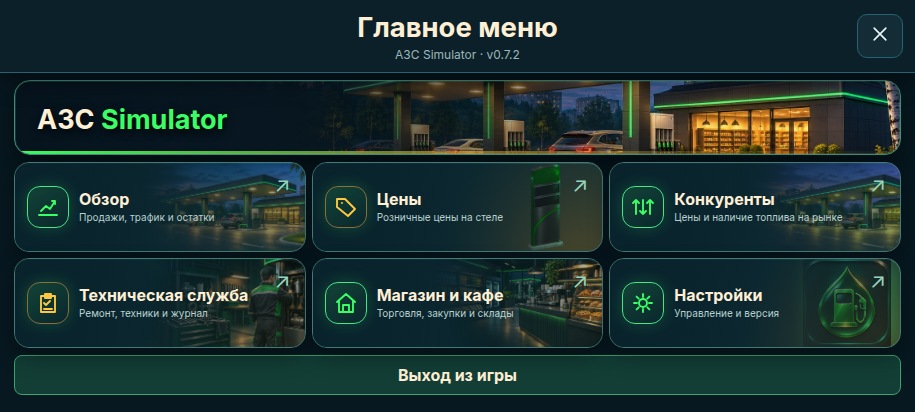 Главное меню
АЗС Simulator · v0.7.2
АЗС Simulator
Обзор
Продажи, трафик и остатки
Цены
Розничные цены на стеле
Конкуренты
Цены и наличие топлива на рынке
Техническая служба
Ремонт, техники и журнал
Магазин и кафе
Торговля, закупки и склады
Настройки
Управление и версия
Выход из игры